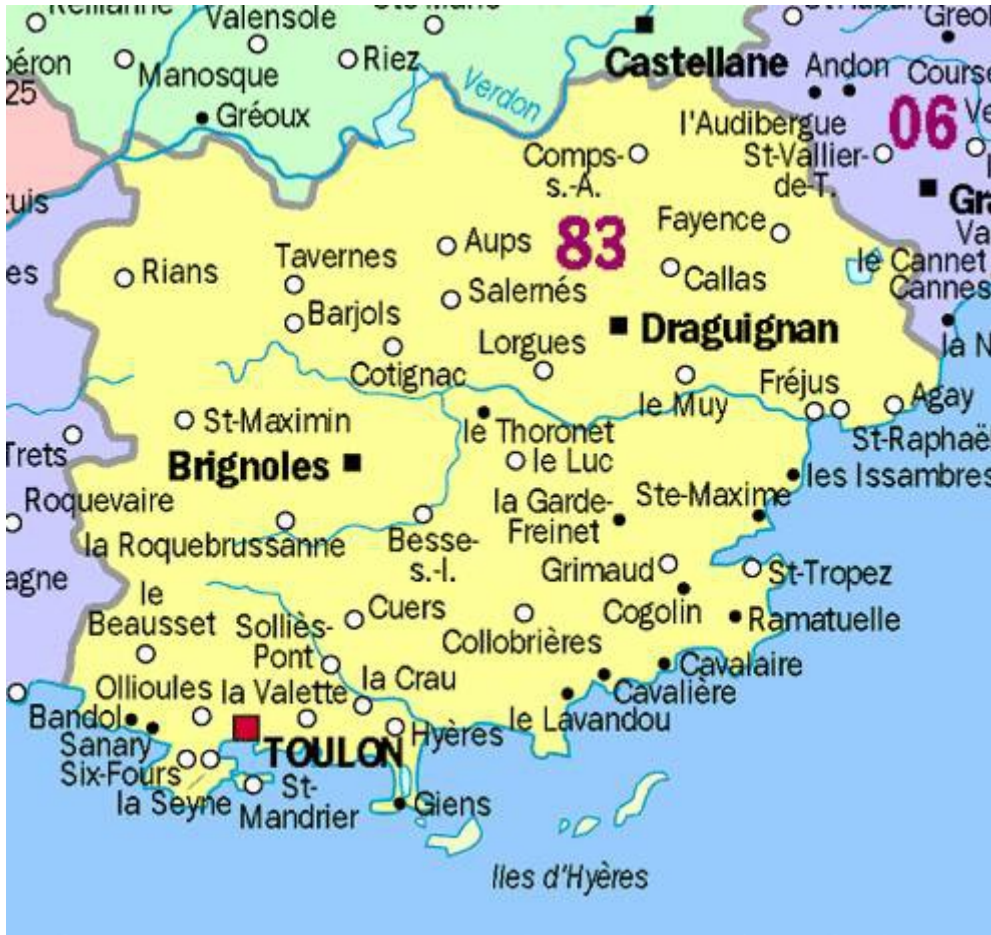 Valensole
Riez
Castellane
Andon
Manosque
Verdon
25
Gréoux
l'Audibergue
06
Comps-
s.-A.
St-Vallier-
de-T.
Fayence
83
Aups
Tavernes
Rians
Callas
le Cannet
Cannes
Salernés
Barjols
Draguignan
Lorgues
Cotignac
Fréjus
le Muy
Agay
St-Maximin
le Thoronet
St-Raphaël
Trets
le Luc
Brignoles
les Issambres
Roquevaire
la Garde-
Freinet
Ste-Maxime
la Roquebrussanne
Besse-
s.-I.
Grimaud
St-Tropez
le
Beausset
Cuers
Cogolin
Ramatuelle
Solliès-
Pont
Collobrières
la Crau
Cavalaire
Ollioules
la Valette
Cavalière
Bandol
le Lavandou
Hyères
Sanary
TOULON
Six-Fours
la Seyne
St-
Mandrier
Giens
Iles d'Hyères